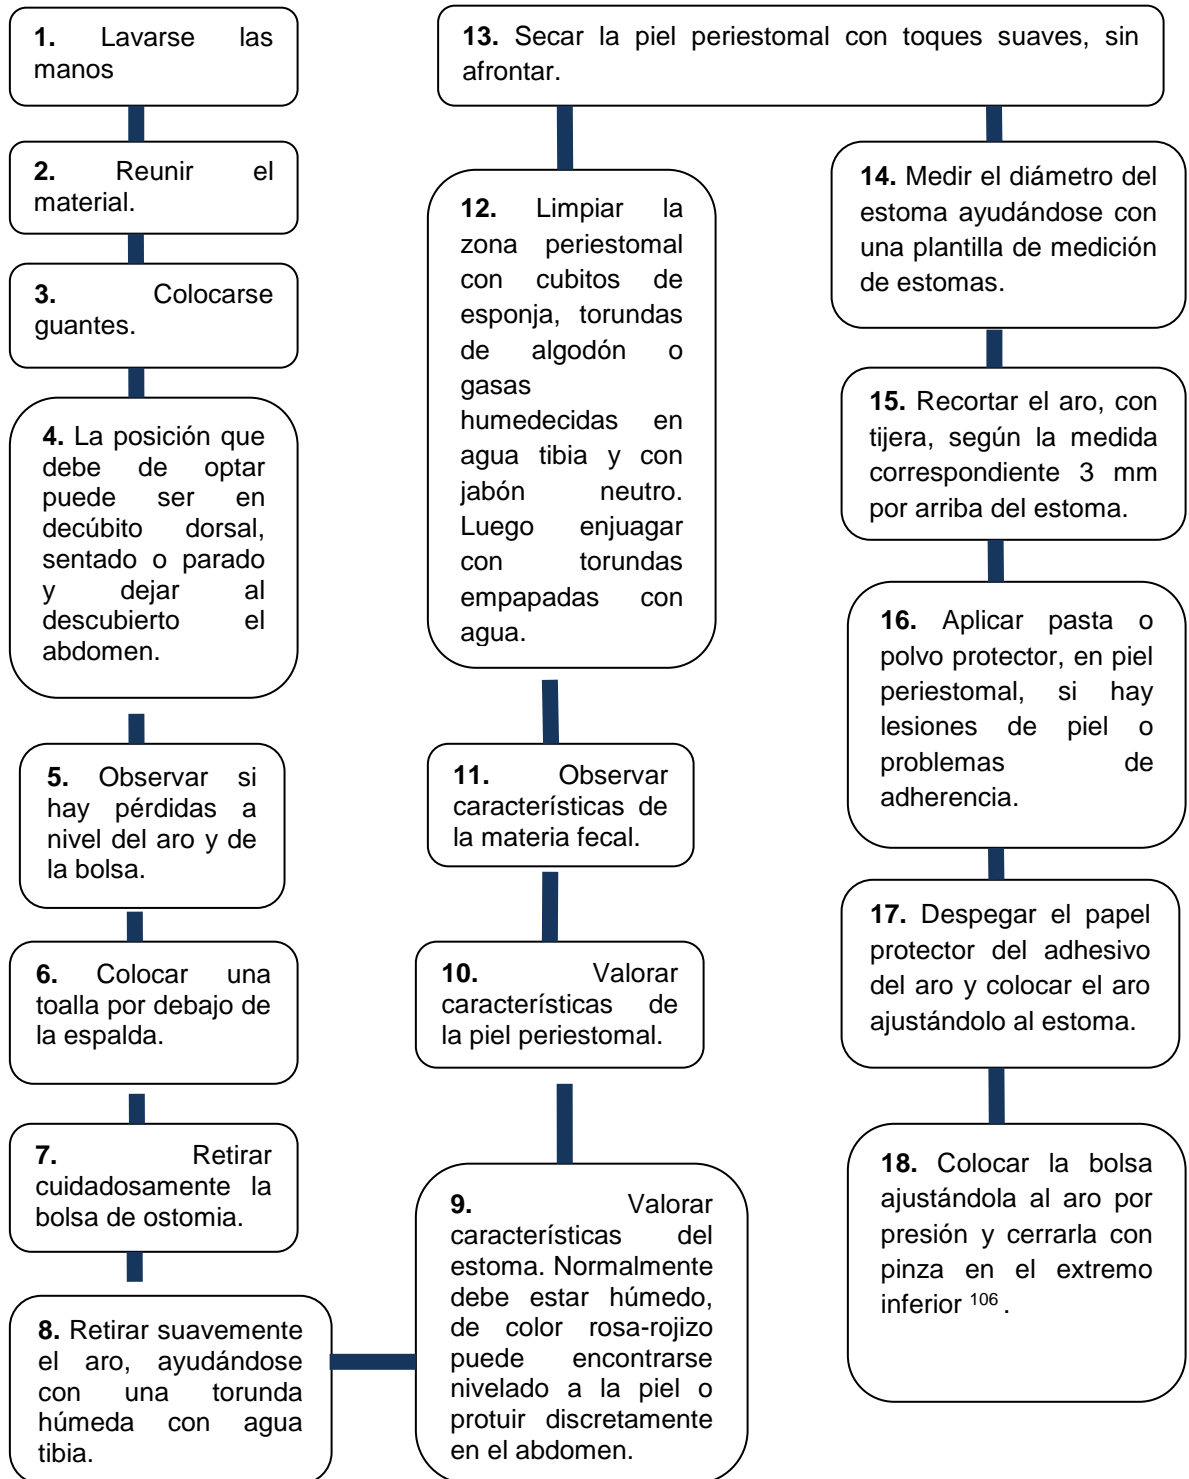 1. Lavarse las
manos
2. Reunir el
material.
3. Colocarse
guantes.
4. La posición que
debe de optar
puede ser en
decúbito dorsal,
sentado o parado
y dejar al
descubierto el
abdomen.
5. Observar si
hay pérdidas a
nivel del aro y de
la bolsa.
6. Colocar una
toalla por debajo de
la espalda.
7. Retirar
cuidadosamente la
bolsa de ostomia.
8. Retirar suavemente
el aro, ayudándose
con una torunda
húmeda con agua
tibia.
9. Valorar
características del
estoma. Normalmente
debe estar húmedo,
de color rosa-rojizo
puede encontrarse
nivelado a la piel o
protuir discretamente
en el abdomen.
10. Valorar
características de
la piel periestomal.
11. Observar
características de
la materia fecal.
12. Limpiar la
zona periestomal
con cubitos de
esponja, torundas
de algodón o
gasas
humedecidas en
agua tibia y con
jabón neutro.
Luego enjuagar
con torundas
empapadas con
agua.
13. Secar la piel periestomal con toques suaves, sin
afrontar.
14. Medir el diámetro del
estoma ayudándose con
una plantilla de medición
de estomas.
15. Recortar el aro, con
tijera, según la medida
correspondiente 3 mm
por arriba del estoma.
16. Aplicar pasta o
polvo protector, en piel
periestomal, si hay
lesiones de piel o
problemas de
adherencia.
17. Despegar el papel
protector del adhesivo
del aro y colocar el aro
ajustándolo al estoma.
18. Colocar la bolsa
ajustándola al aro por
presión y cerrarla con
pinza en el extremo
inferior 106 .